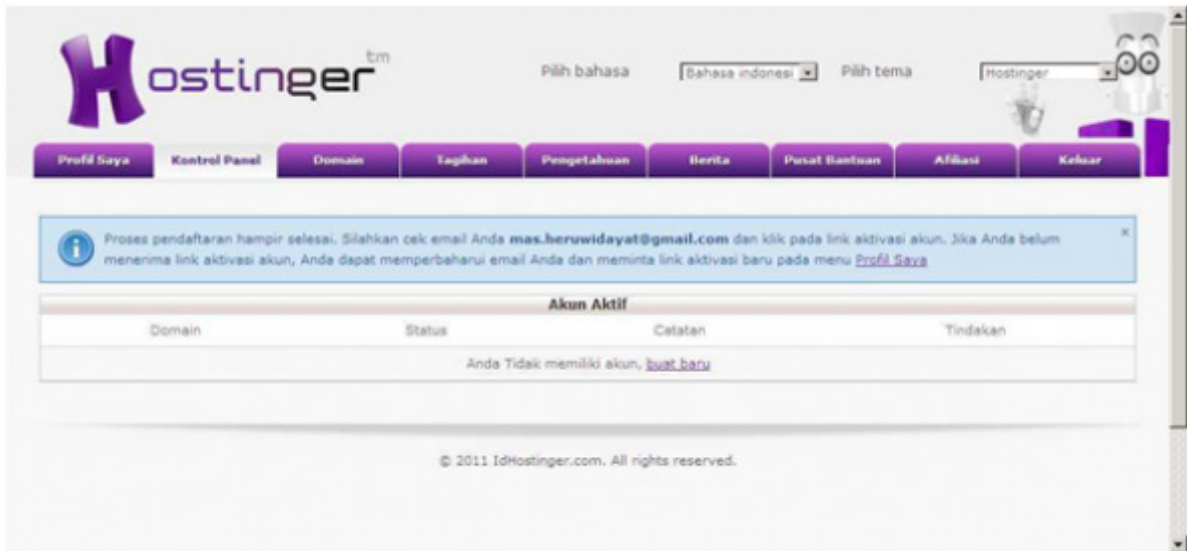 Hostinger tm
Pilih bahasa Bahasa indonesi Pilih tema Hostinger
Profil Saya Kontrol Panel Domain Tagihan Pengetahuan Berita Pusat Bantuan Afiliasi Keluar
Proses pendaftaran hampir selesai. Silahkan cek email Anda mas.heruwidayat@gmail.com dan klik pada link aktivasi akun. Jika Anda belum
menerima link aktivasi akun, Anda dapat memperbaharui email Anda dan meminta link aktivasi baru pada menu Profil Saya
Akun Aktif
Domain Status Catatan Tindakan
Anda Tidak memiliki akun, buat baru
© 2011 IdHostinger.com. All rights reserved.